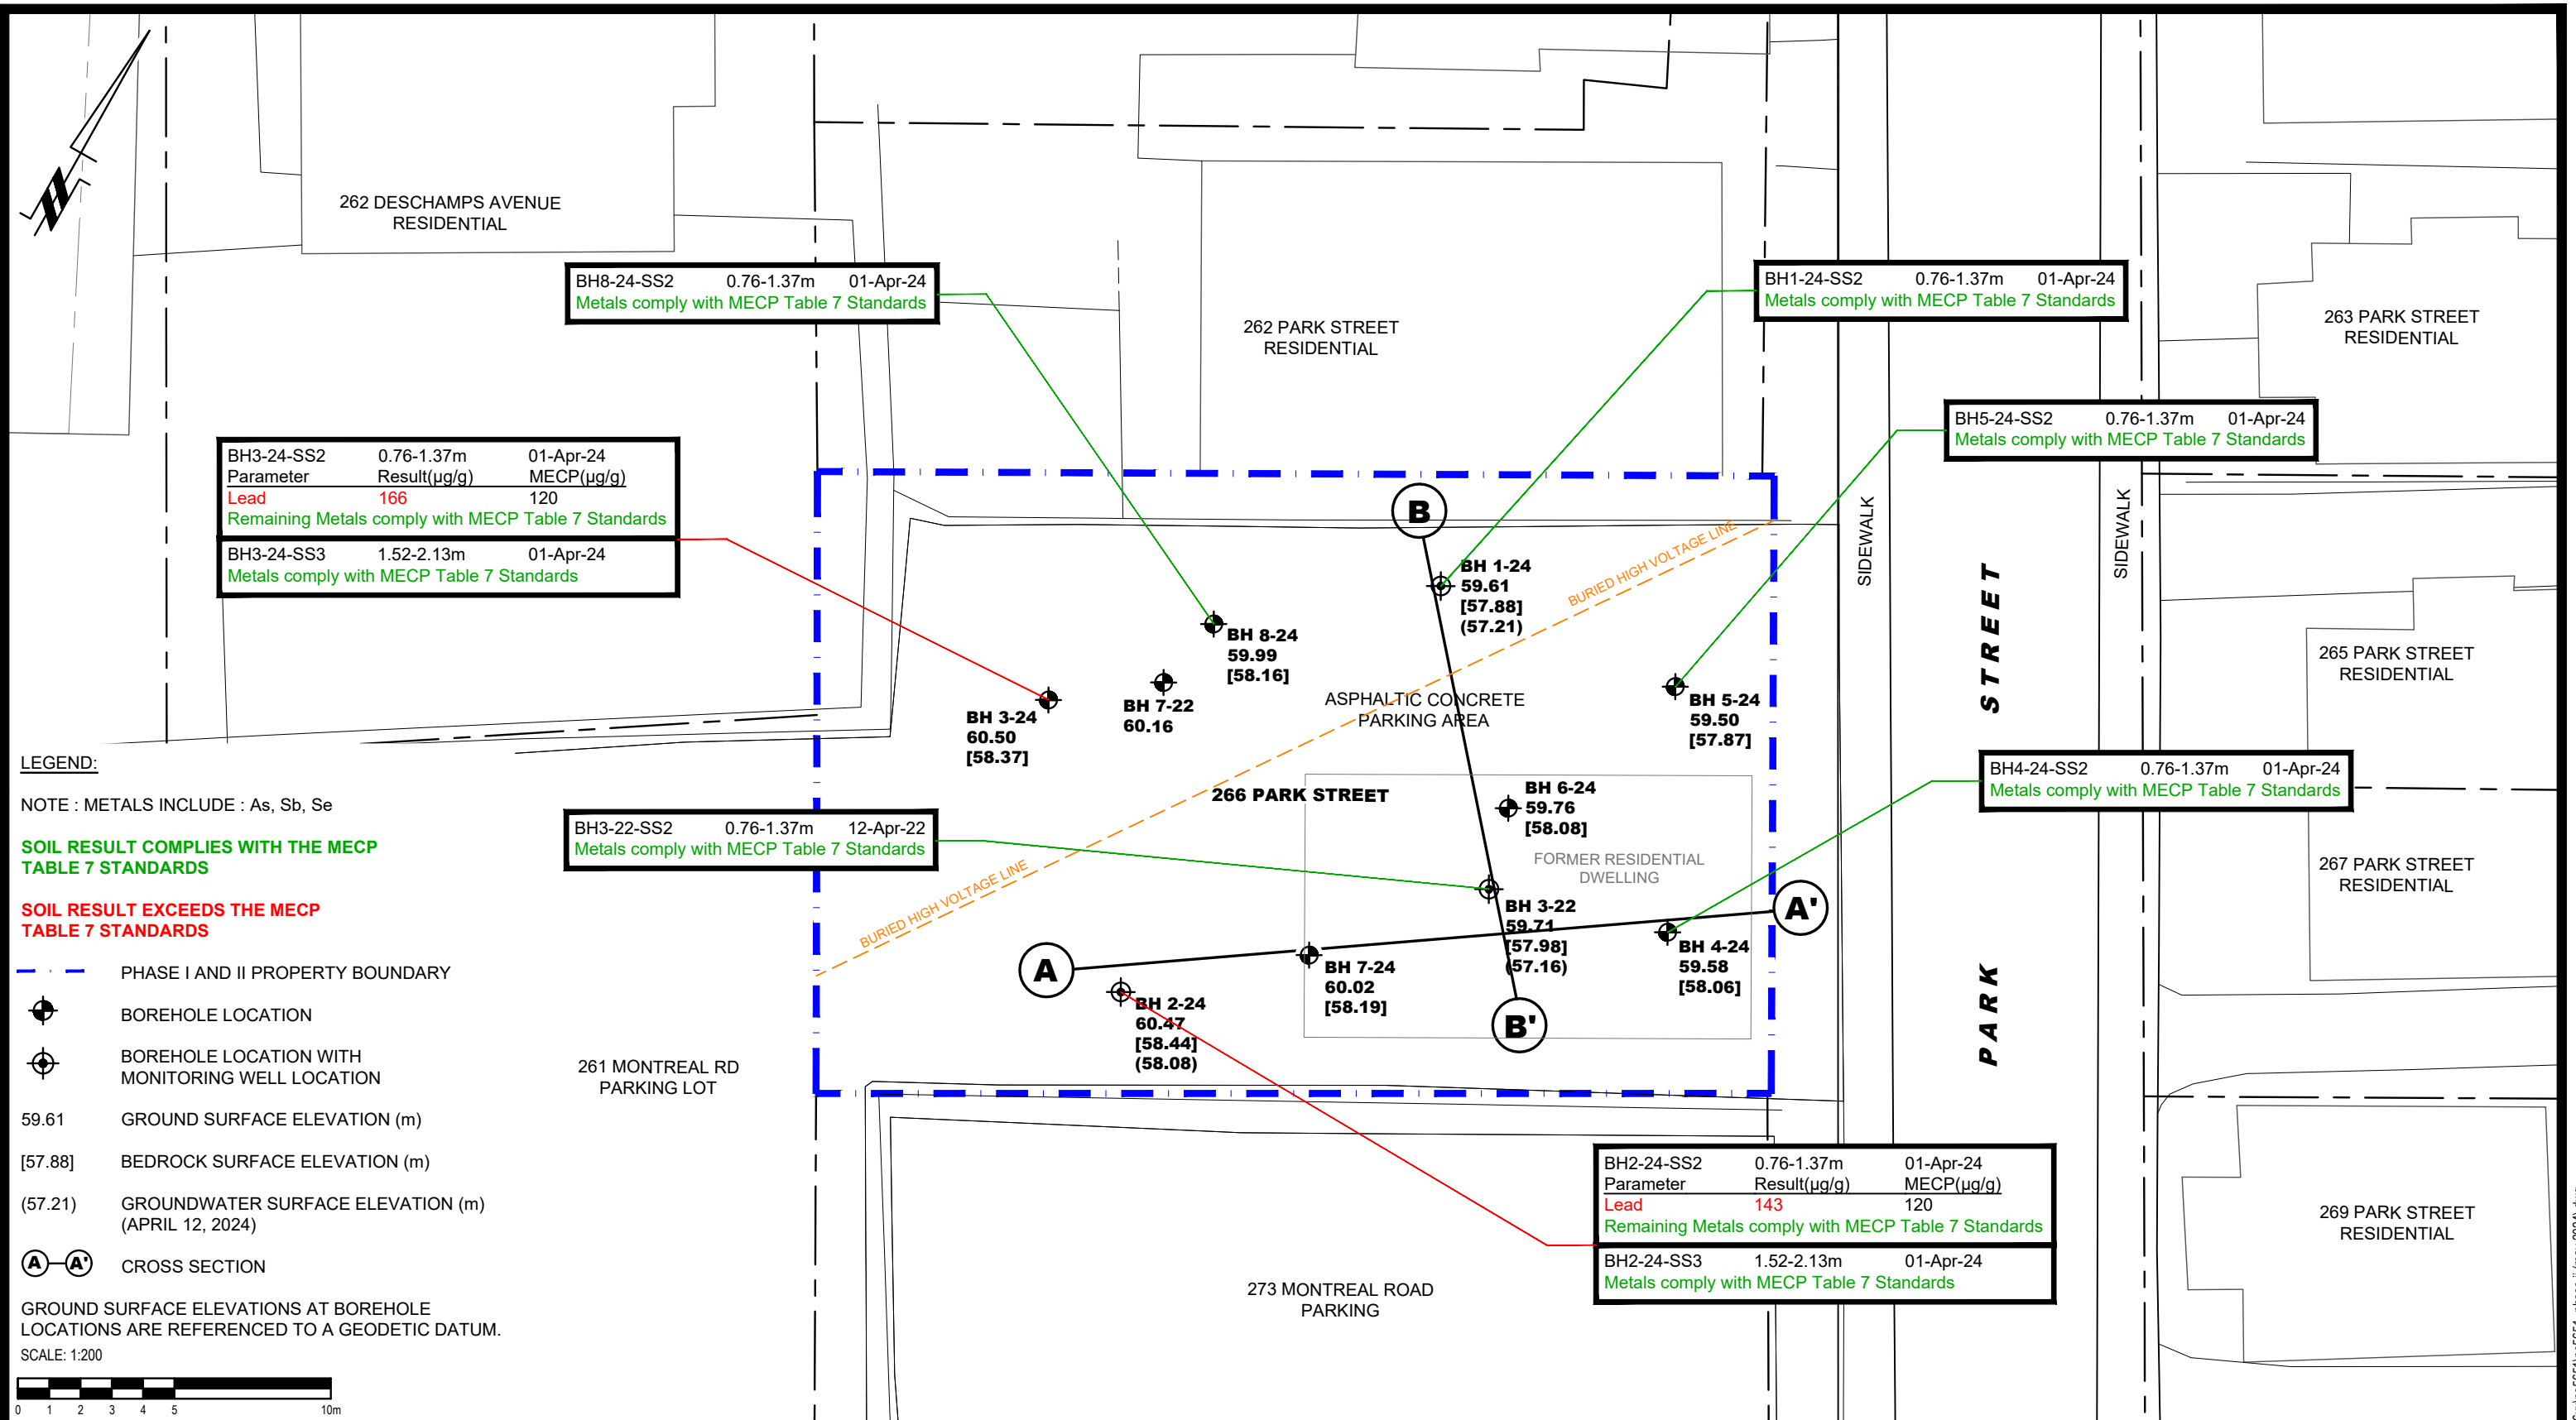 262 DESCHAMPS AVENUE
RESIDENTIAL
BH8-24-SS2 0.76-1.37m 01-Apr-24
Metals comply with MECP Table 7 Standards
BH1-24-SS2 0.76-1.37m 01-Apr-24
Metals comply with MECP Table 7 Standards
262 PARK STREET
RESIDENTIAL
263 PARK STREET
RESIDENTIAL
BH5-24-SS2 0.76-1.37m 01-Apr-24
Metals comply with MECP Table 7 Standards
BH3-24-SS2 0.76-1.37m 01-Apr-24
Parameter Result(µg/g) MECP(µg/g)
Lead 166 120
Remaining Metals comply with MECP Table 7 Standards
BH3-24-SS3 1.52-2.13m 01-Apr-24
Metals comply with MECP Table 7 Standards
B
BURIED HIGH VOLTAGE LINE
SIDEWALK
SIDEWALK
PARK STREET
BH 1-24
59.61
[57.88]
(57.21)
BH 8-24
59.99
[58.16]
BH 7-22
60.16
BH 3-24
60.50
[58.37]
ASPHALTIC CONCRETE
PARKING AREA
BH 5-24
59.50
[57.87]
265 PARK STREET
RESIDENTIAL
BH4-24-SS2 0.76-1.37m 01-Apr-24
Metals comply with MECP Table 7 Standards
266 PARK STREET
BH 6-24
59.76
[58.08]
BH3-22-SS2 0.76-1.37m 12-Apr-22
Metals comply with MECP Table 7 Standards
FORMER RESIDENTIAL
DWELLING
267 PARK STREET
RESIDENTIAL
BURIED HIGH VOLTAGE LINE
BH 3-22
59.71
[57.98]
(57.16)
A'
A
BH 4-24
59.58
[58.06]
BH 7-24
60.02
[58.19]
BH 2-24
60.47
[58.44]
(58.08)
B'
261 MONTREAL RD
PARKING LOT
BH2-24-SS2 0.76-1.37m 01-Apr-24
Parameter Result(µg/g) MECP(µg/g)
Lead 143 120
Remaining Metals comply with MECP Table 7 Standards
BH2-24-SS3 1.52-2.13m 01-Apr-24
Metals comply with MECP Table 7 Standards
269 PARK STREET
RESIDENTIAL
273 MONTREAL ROAD
PARKING
LEGEND:
NOTE : METALS INCLUDE : As, Sb, Se
SOIL RESULT COMPLIES WITH THE MECP
TABLE 7 STANDARDS
SOIL RESULT EXCEEDS THE MECP
TABLE 7 STANDARDS
PHASE I AND II PROPERTY BOUNDARY
BOREHOLE LOCATION
BOREHOLE LOCATION WITH
MONITORING WELL LOCATION
59.61 GROUND SURFACE ELEVATION (m)
[57.88] BEDROCK SURFACE ELEVATION (m)
(57.21) GROUNDWATER SURFACE ELEVATION (m)
(APRIL 12, 2024)
A A' CROSS SECTION
GROUND SURFACE ELEVATIONS AT BOREHOLE
LOCATIONS ARE REFERENCED TO A GEODETIC DATUM.
SCALE: 1:200
0 1 2 3 4 5 10m